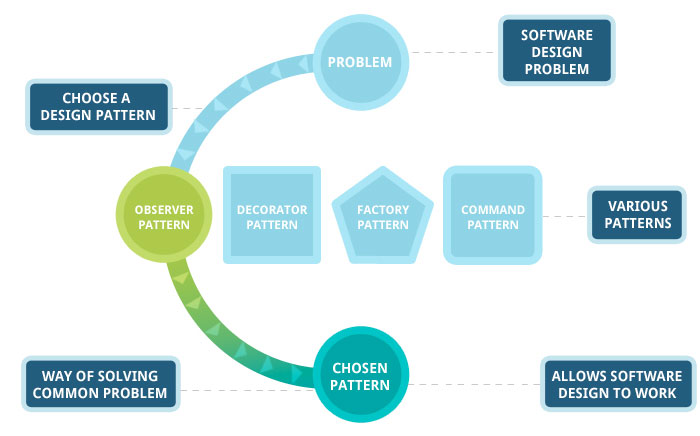 PROBLEM
SOFTWARE
DESIGN
PROBLEM
CHOOSE A
DESIGN PATTERN
OBSERVER
PATTERN
DECORATOR
PATTERN
FACTORY
PATTERN
COMMAND
PATTERN
VARIOUS
PATTERNS
WAY OF SOLVING
COMMON PROBLEM
CHOSEN
PATTERN
ALLOWS SOFTWARE
DESIGN TO WORK